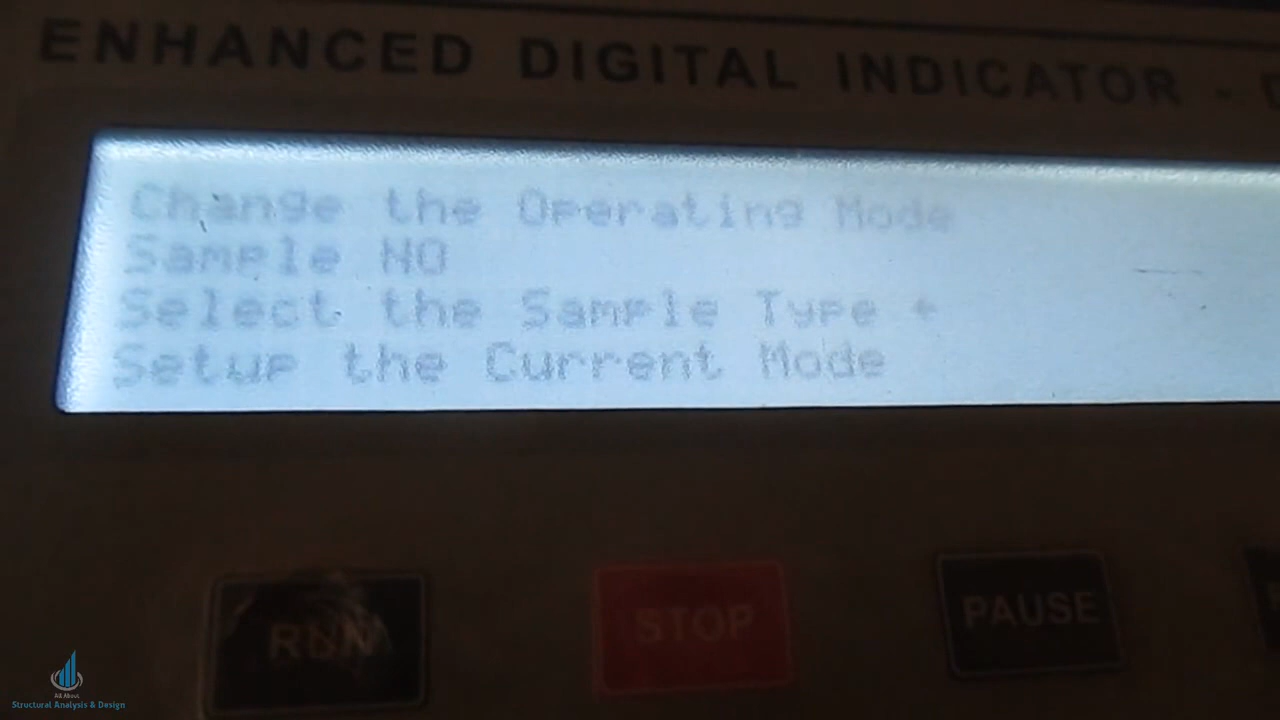 ENHANCED DIGITAL INDICATOR -
Change the Operating Mode
Sample NO
Select the Sample Type +
Setup the Current Mode
RUN
STOP
PAUSE
All About
Structural Analysis & Design